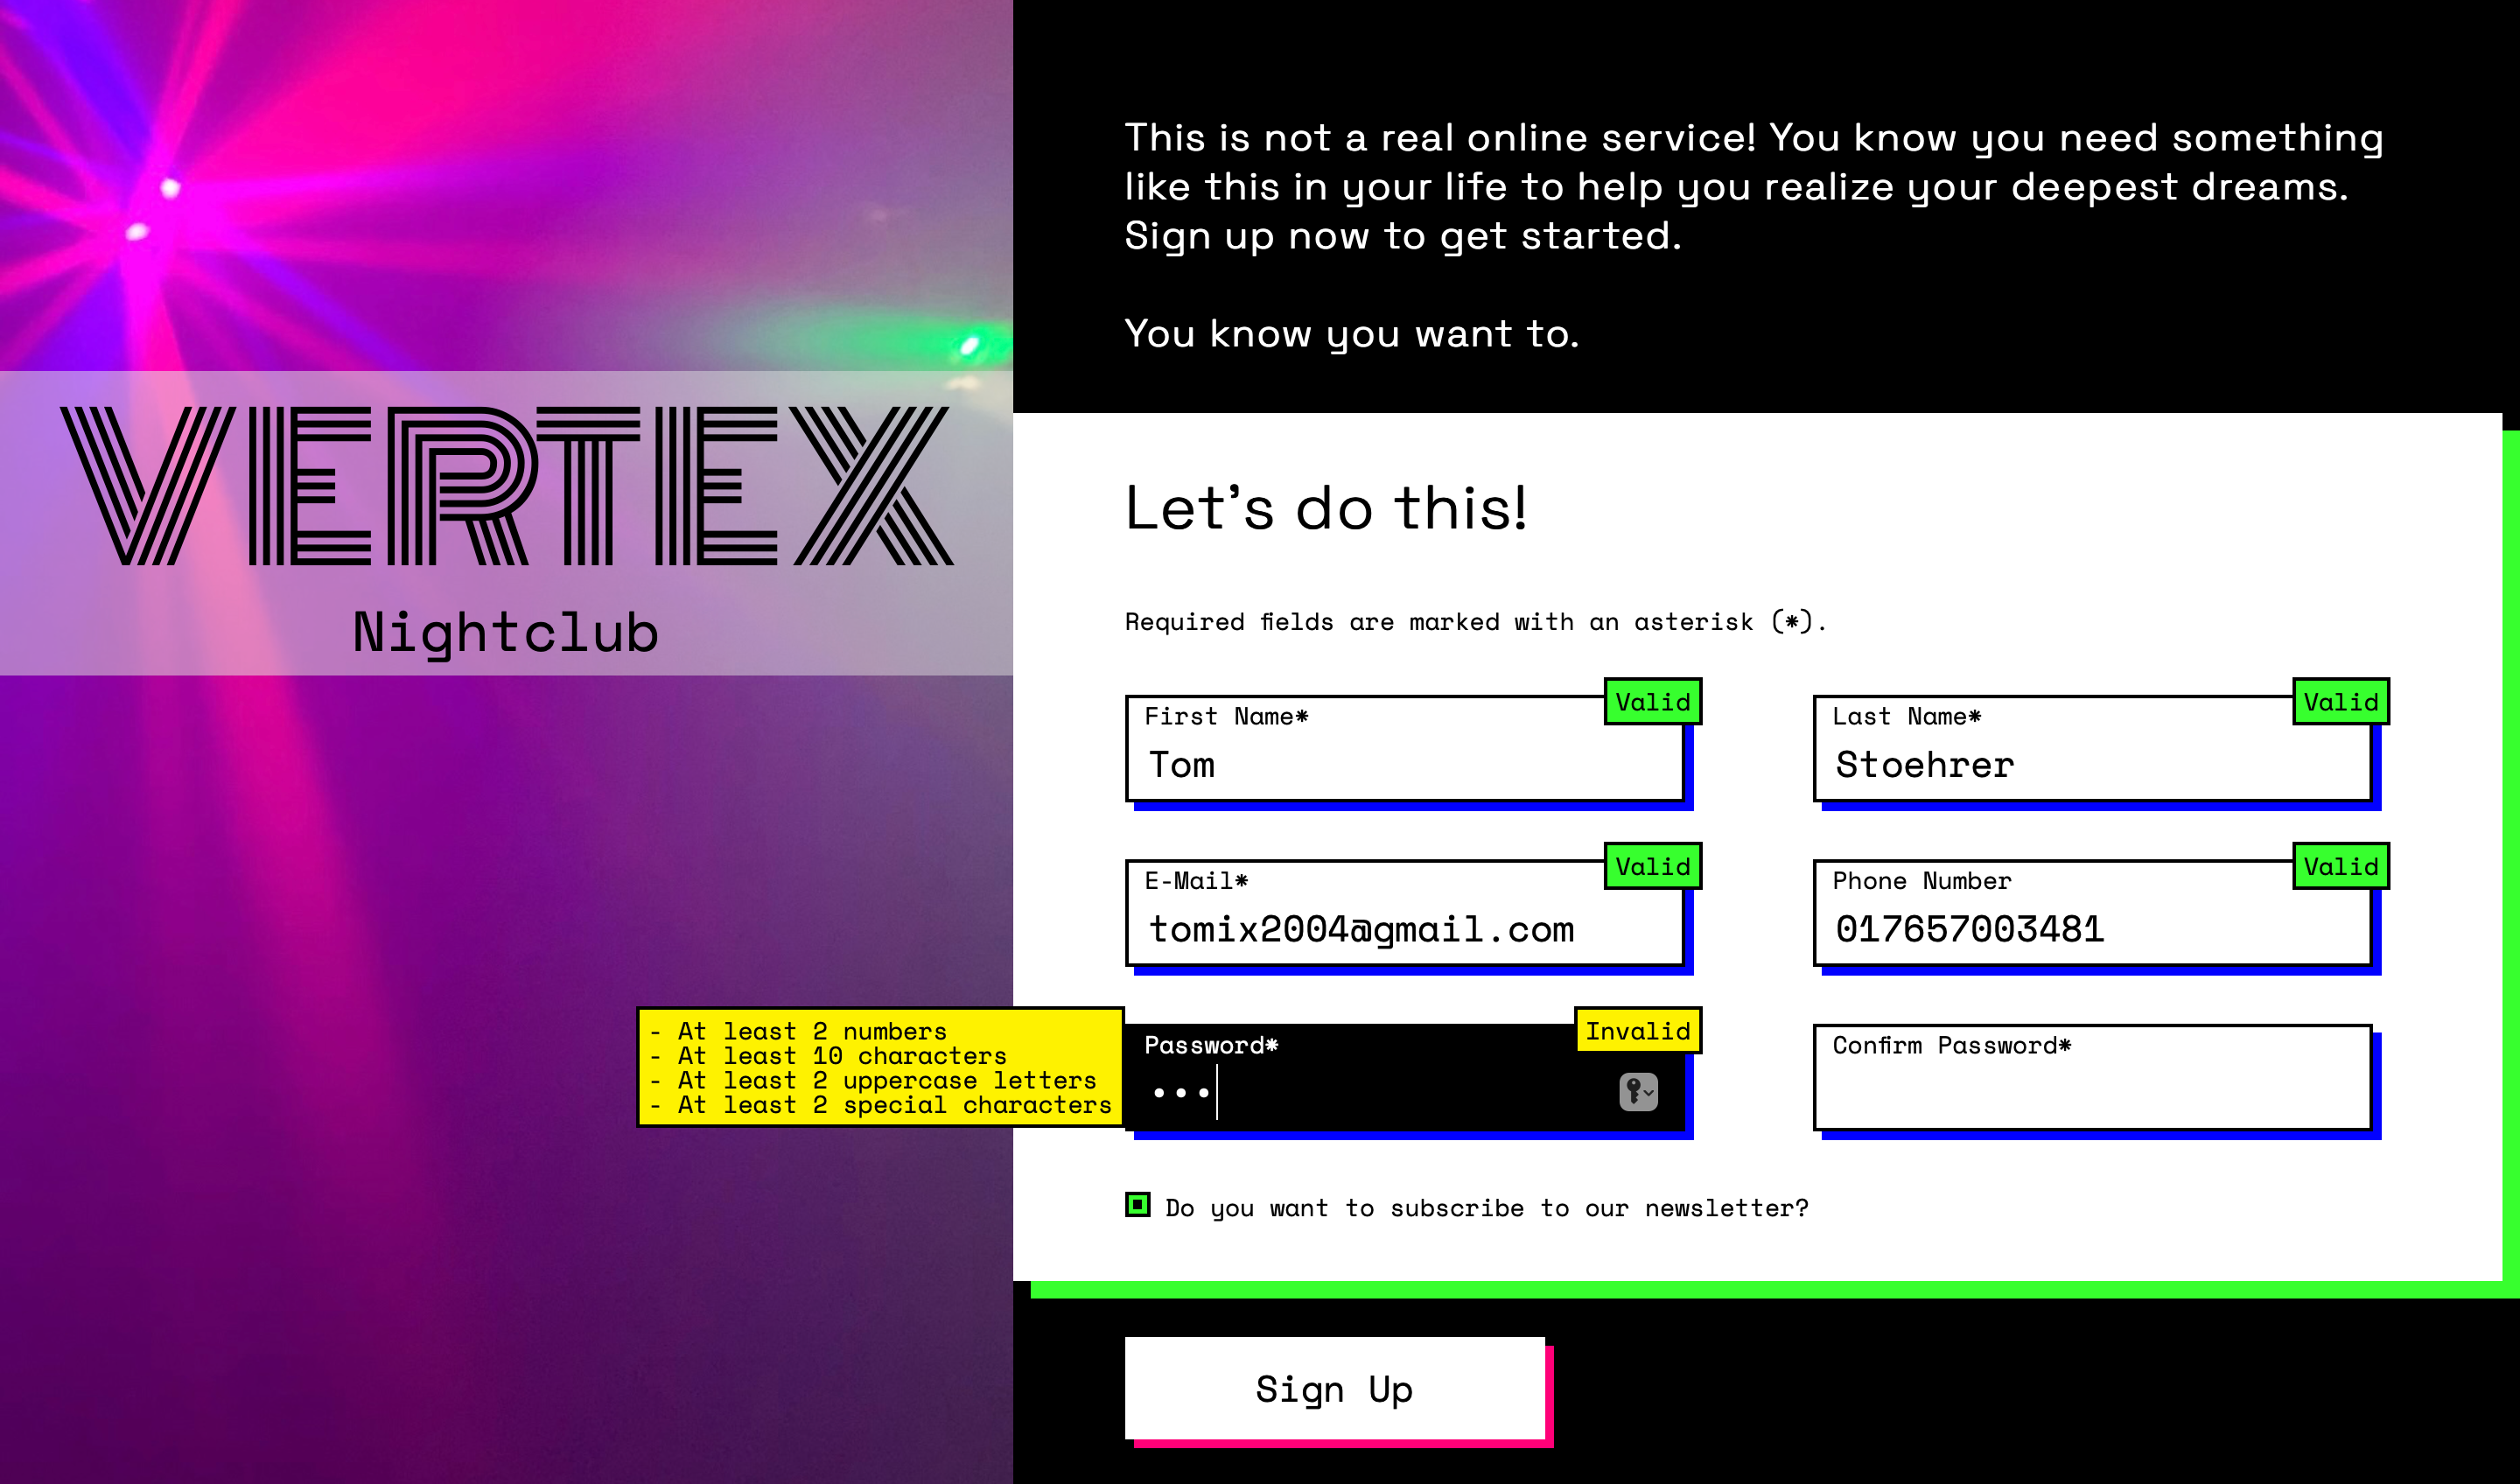 VERTEX
Nightclub
This is not a real online service! You know you need something
like this in your life to help you realize your deepest dreams.
Sign up now to get started.
You know you want to.
Let's do this!
Required fields are marked with an asterisk (*).
First Name*
Valid
Tom
Last Name*
Valid
Stoehrer
E-Mail*
Valid
tomix2004@gmail.com
Phone Number
Valid
017657003481
- At least 2 numbers
- At least 10 characters
- At least 2 uppercase letters
- At least 2 special characters
Password*
Invalid
Confirm Password*
Do you want to subscribe to our newsletter?
Sign Up